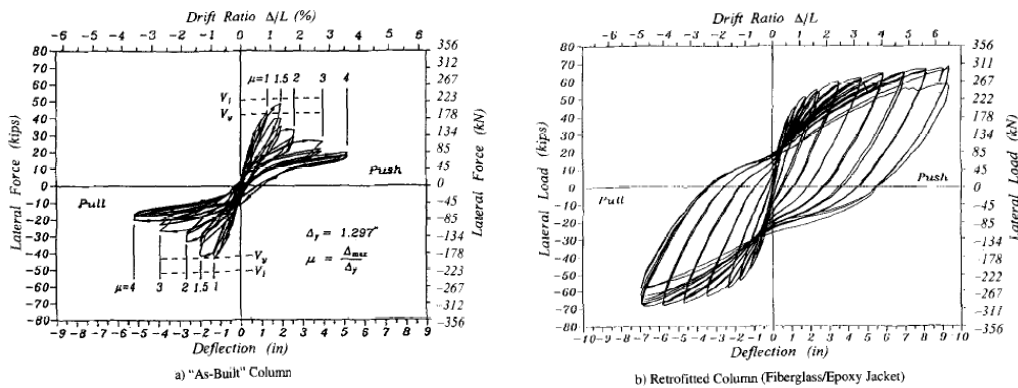 Drift Ratio Δ/L (%)
-6 -5 -4 -3 -2 -1 0 1 2 3 4 5 6
80
70
60
50
40
30
20
10
0
-10
-20
-30
-40
-50
-60
-70
-80
Lateral Force (kips)
μ=1 1.5 2 3 4
V_i
V_y
Push
Pull
Δ_y = 1.297"
μ = Δ_max / Δ_y
V_y
V_i
μ=4 3 2 1.5 1
356
312
267
223
178
134
89
45
0
-45
-85
-134
-178
-223
-267
-312
-356
Lateral Force (kN)
-9 -8 -7 -6 -5 -4 -3 -2 -1 0 1 2 3 4 5 6 7 8 9
Deflection (in)
a) "As-Built" Column
Drift Ratio Δ/L
-6 -5 -4 -3 -2 -1 0 1 2 3 4 5 6
80
70
60
50
40
30
20
10
0
-10
-20
-30
-40
-50
-60
-70
-80
Lateral Load (kips)
Push
Pull
356
312
267
222
178
134
85
45
0
-45
-85
-134
-178
-222
-267
-311
-356
Lateral Load (kN)
-10 -9 -8 -7 -6 -5 -4 -3 -2 -1 0 1 2 3 4 5 6 7 8 9 10
Deflection (in)
b) Retrofitted Column (Fiberglass/Epoxy Jacket)